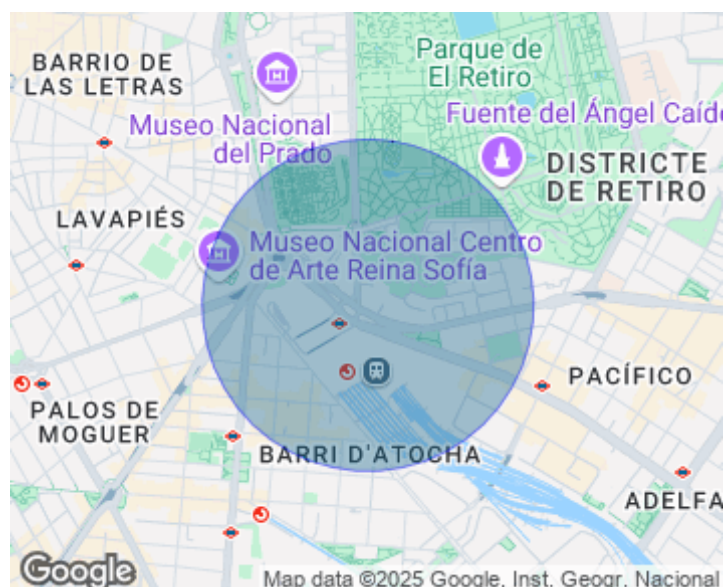 BARRIO DE
LAS LETRAS
Parque de
El Retiro
Museo Nacional
del Prado
Fuente del Ángel Caído
DISTRICTE
DE RETIRO
LAVAPIÉS
Museo Nacional Centro
de Arte Reina Sofía
PACÍFICO
PALOS DE
MOGUER
BARRI D'ATOCHA
ADELFA
Google
Map data ©2025 Google, Inst. Geogr. Nacional